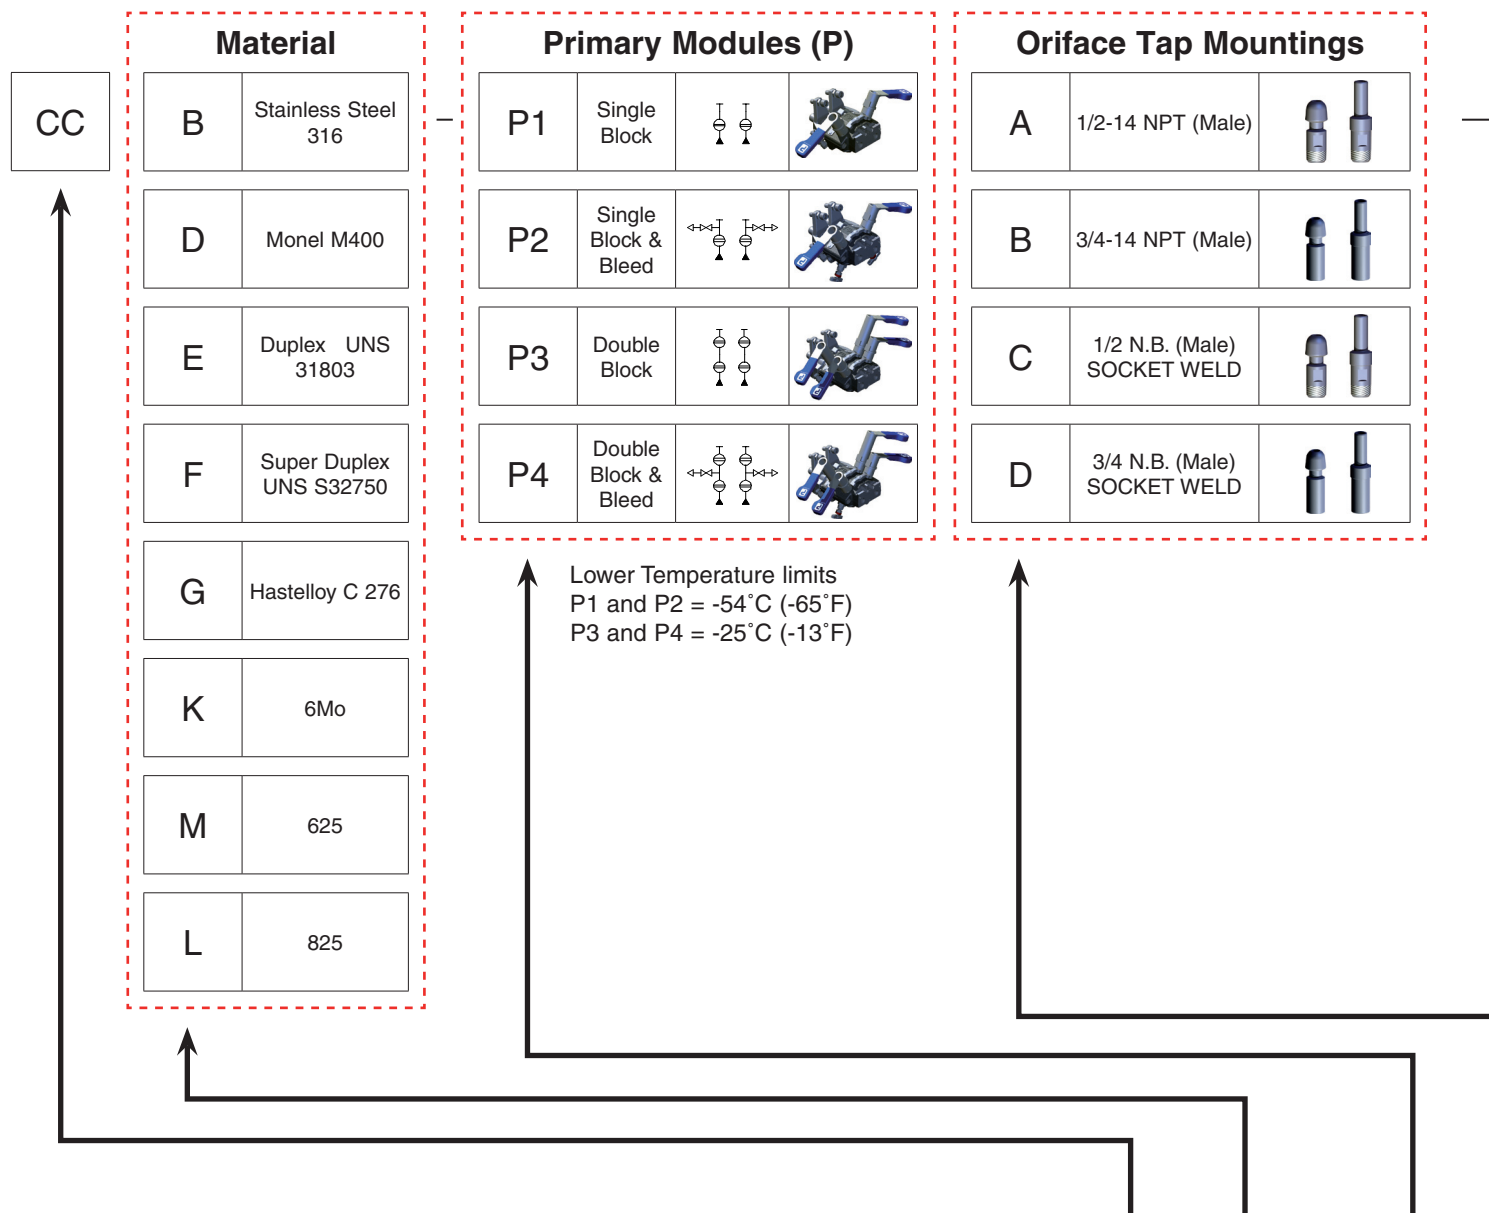 Material
Primary Modules (P)
Oriface Tap Mountings
CC
B
Stainless Steel
316
–
P1
Single
Block
A
1/2-14 NPT (Male)
—
D
Monel M400
P2
Single
Block &
Bleed
B
3/4-14 NPT (Male)
E
Duplex UNS
31803
P3
Double
Block
C
1/2 N.B. (Male)
SOCKET WELD
F
Super Duplex
UNS S32750
P4
Double
Block &
Bleed
D
3/4 N.B. (Male)
SOCKET WELD
G
Hastelloy C 276
Lower Temperature limits
P1 and P2 = -54˚C (-65˚F)
P3 and P4 = -25˚C (-13˚F)
K
6Mo
M
625
L
825